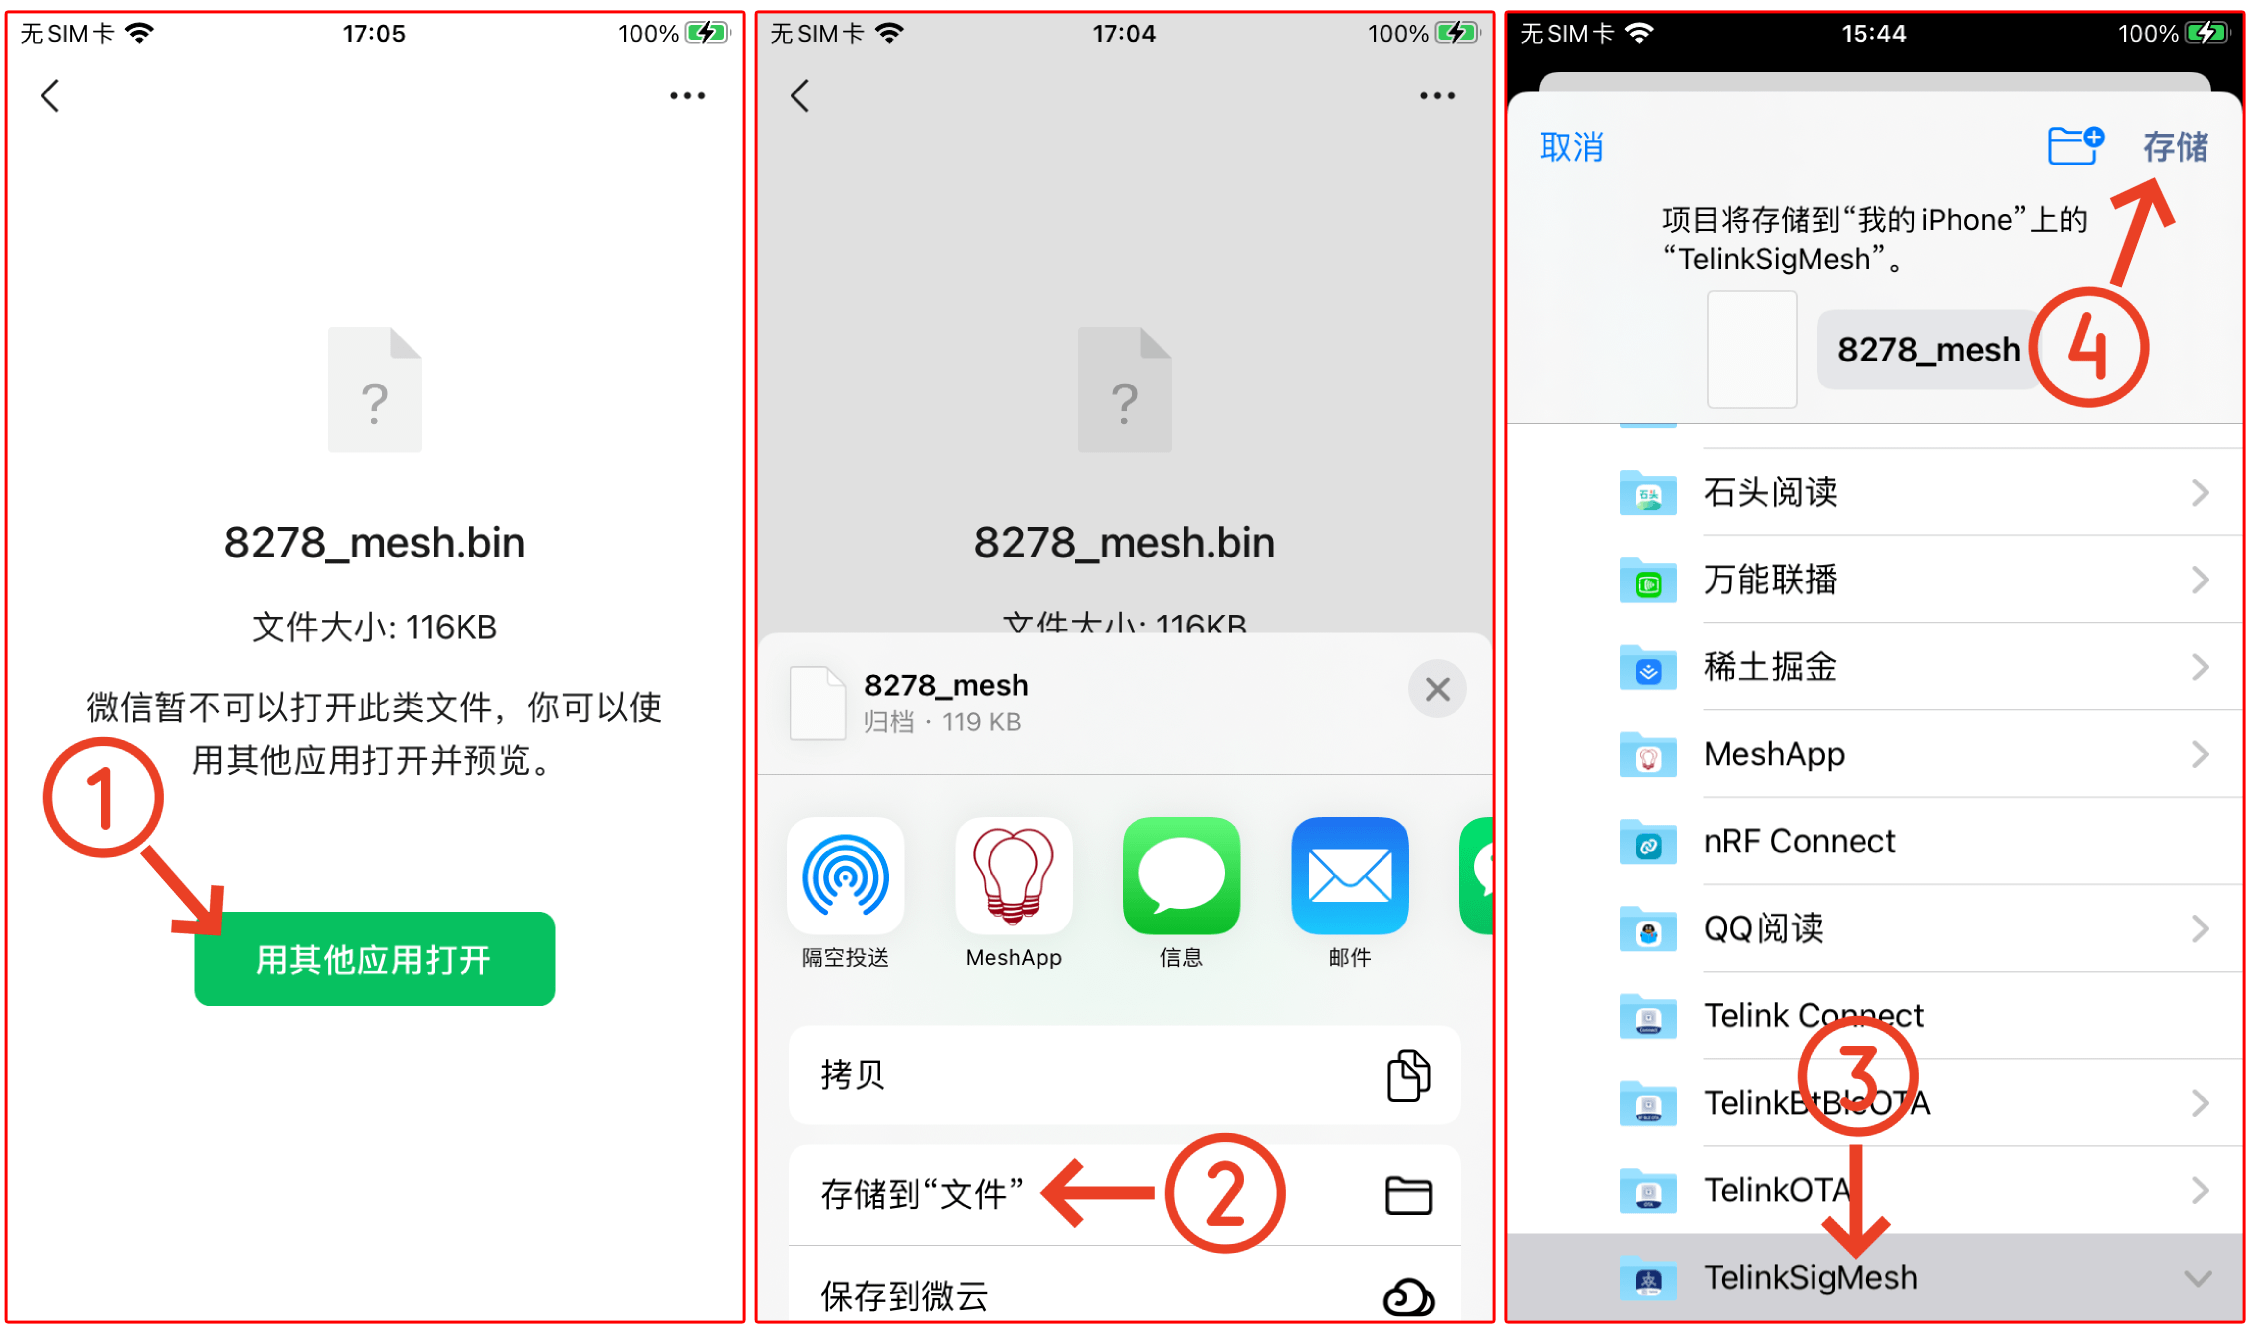 无SIM卡 17:05 100%
8278_mesh.bin
文件大小: 116KB
微信暂不可以打开此类文件，你可以使
用其他应用打开并预览。
①
用其他应用打开
无SIM卡 17:04 100%
8278_mesh.bin
文件大小: 116KB
8278_mesh
归档 · 119 KB
隔空投送 MeshApp 信息 邮件
拷贝
存储到“文件” ②
保存到微云
无SIM卡 15:44 100%
取消 存储
项目将存储到“我的iPhone”上的
“TelinkSigMesh”。
8278_mesh ④
石头阅读
万能联播
稀土掘金
MeshApp
nRF Connect
QQ阅读
Telink Connect
③
TelinkBtBleOTA
TelinkOTA
TelinkSigMesh